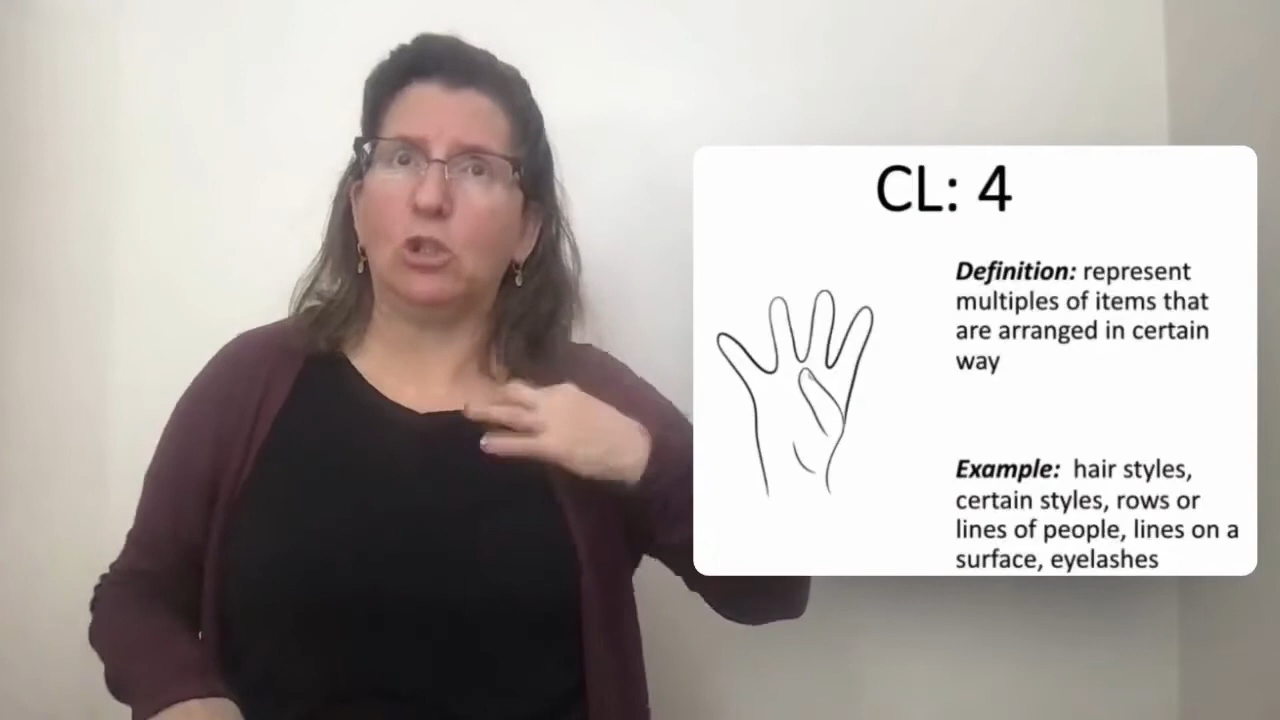 CL: 4
Definition: represent
multiples of items that
are arranged in certain
way
Example: hair styles,
certain styles, rows or
lines of people, lines on a
surface, eyelashes